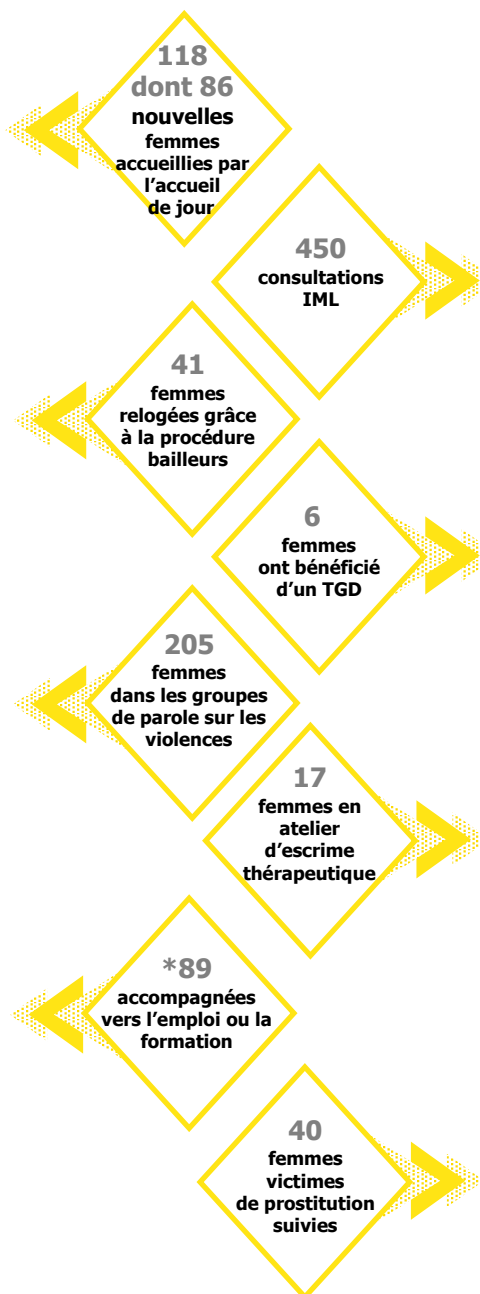 118
dont 86
nouvelles
femmes
accueillies par
l’accueil
de jour
450
consultations
IML
41
femmes
relogées grâce
à la procédure
bailleurs
6
femmes
ont bénéficié
d’un TGD
205
femmes
dans les groupes
de parole sur les
violences
17
femmes en
atelier
d’escrime
thérapeutique
*89
accompagnées
vers l’emploi ou la
formation
40
femmes
victimes
de prostitution
suivies